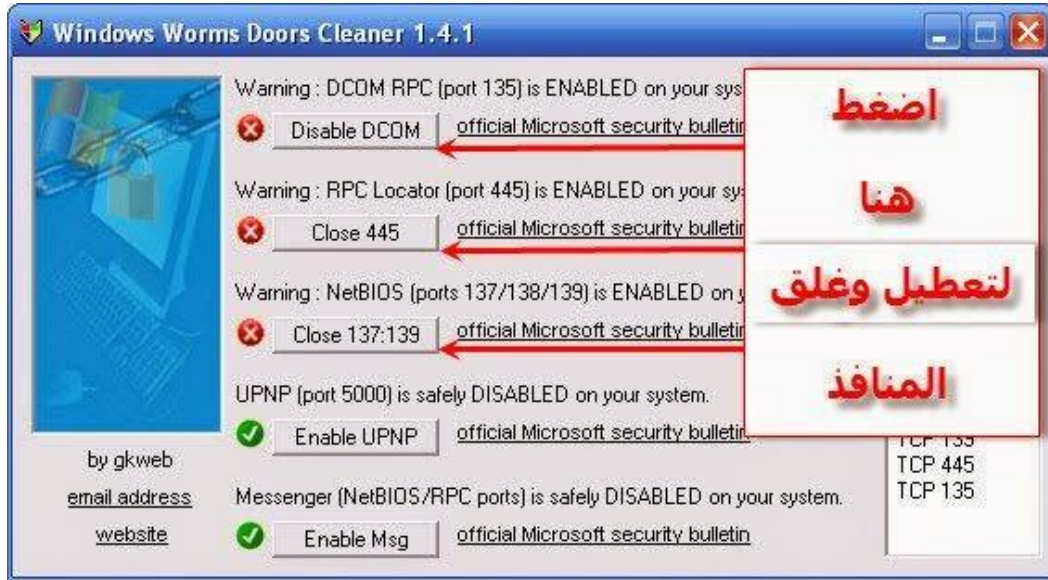 Windows Worms Doors Cleaner 1.4.1
Warning : DCOM RPC (port 135) is ENABLED on your sys
Disable DCOM
official Microsoft security bulletin
Warning : RPC Locator (port 445) is ENABLED on your sy
Close 445
official Microsoft security bulletin
Warning : NetBIOS (ports 137/138/139) is ENABLED on
Close 137:139
official Microsoft security bulletin
UPNP (port 5000) is safely DISABLED on your system.
Enable UPNP
official Microsoft security bulletin
Messenger (NetBIOS/RPC ports) is safely DISABLED on your system.
Enable Msg
official Microsoft security bulletin
by gkweb
email address
website
اضغط
هنا
لتعطيل وغلق
المنافذ
TCP 139
TCP 445
TCP 135